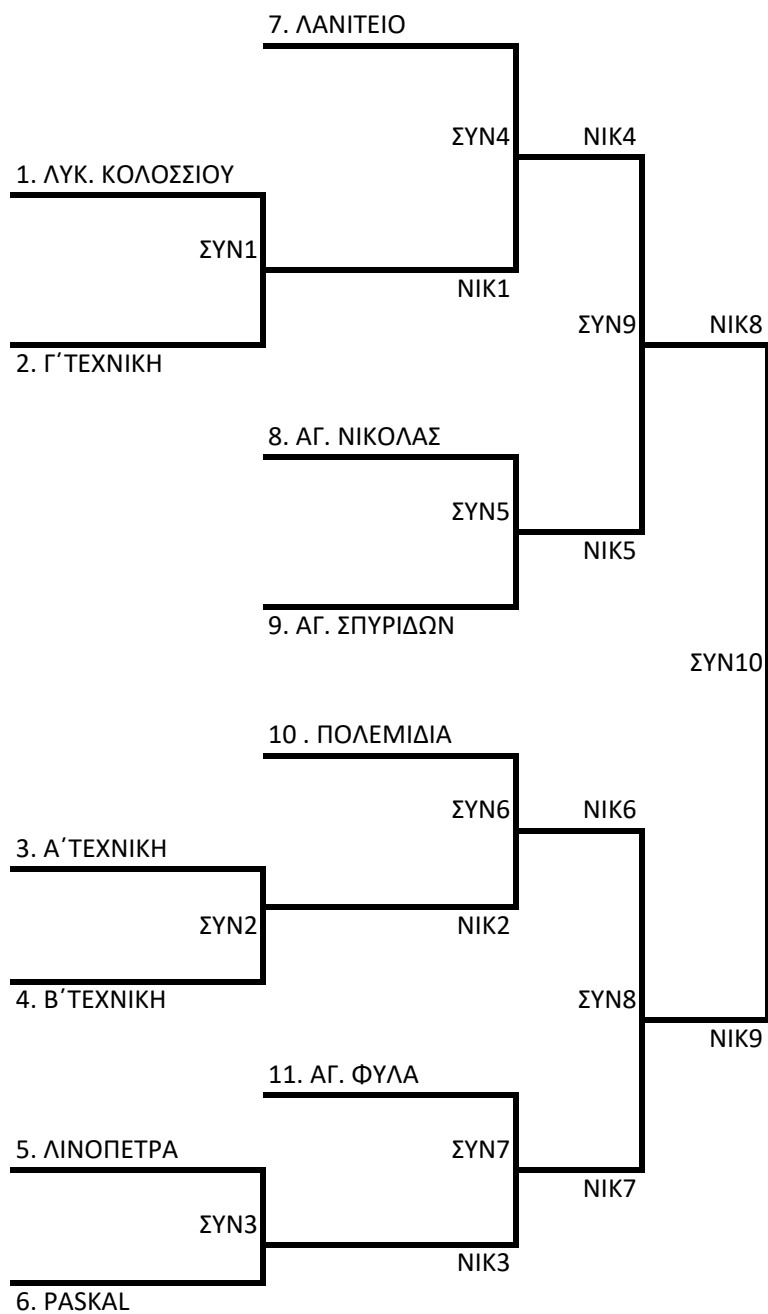 7. ΛΑΝΙΤΕΙΟ
ΣΥΝ4
ΝΙΚ4
1. ΛΥΚ. ΚΟΛΟΣΣΙΟΥ
ΣΥΝ1
ΝΙΚ1
ΣΥΝ9
ΝΙΚ8
2. Γ΄ΤΕΧΝΙΚΗ
8. ΑΓ. ΝΙΚΟΛΑΣ
ΣΥΝ5
ΝΙΚ5
9. ΑΓ. ΣΠΥΡΙΔΩΝ
ΣΥΝ10
10 . ΠΟΛΕΜΙΔΙΑ
ΣΥΝ6
ΝΙΚ6
3. Α΄ΤΕΧΝΙΚΗ
ΣΥΝ2
ΝΙΚ2
4. Β΄ΤΕΧΝΙΚΗ
ΣΥΝ8
ΝΙΚ9
11. ΑΓ. ΦΥΛΑ
5. ΛΙΝΟΠΕΤΡΑ
ΣΥΝ7
ΝΙΚ7
ΣΥΝ3
ΝΙΚ3
6. PASKAL